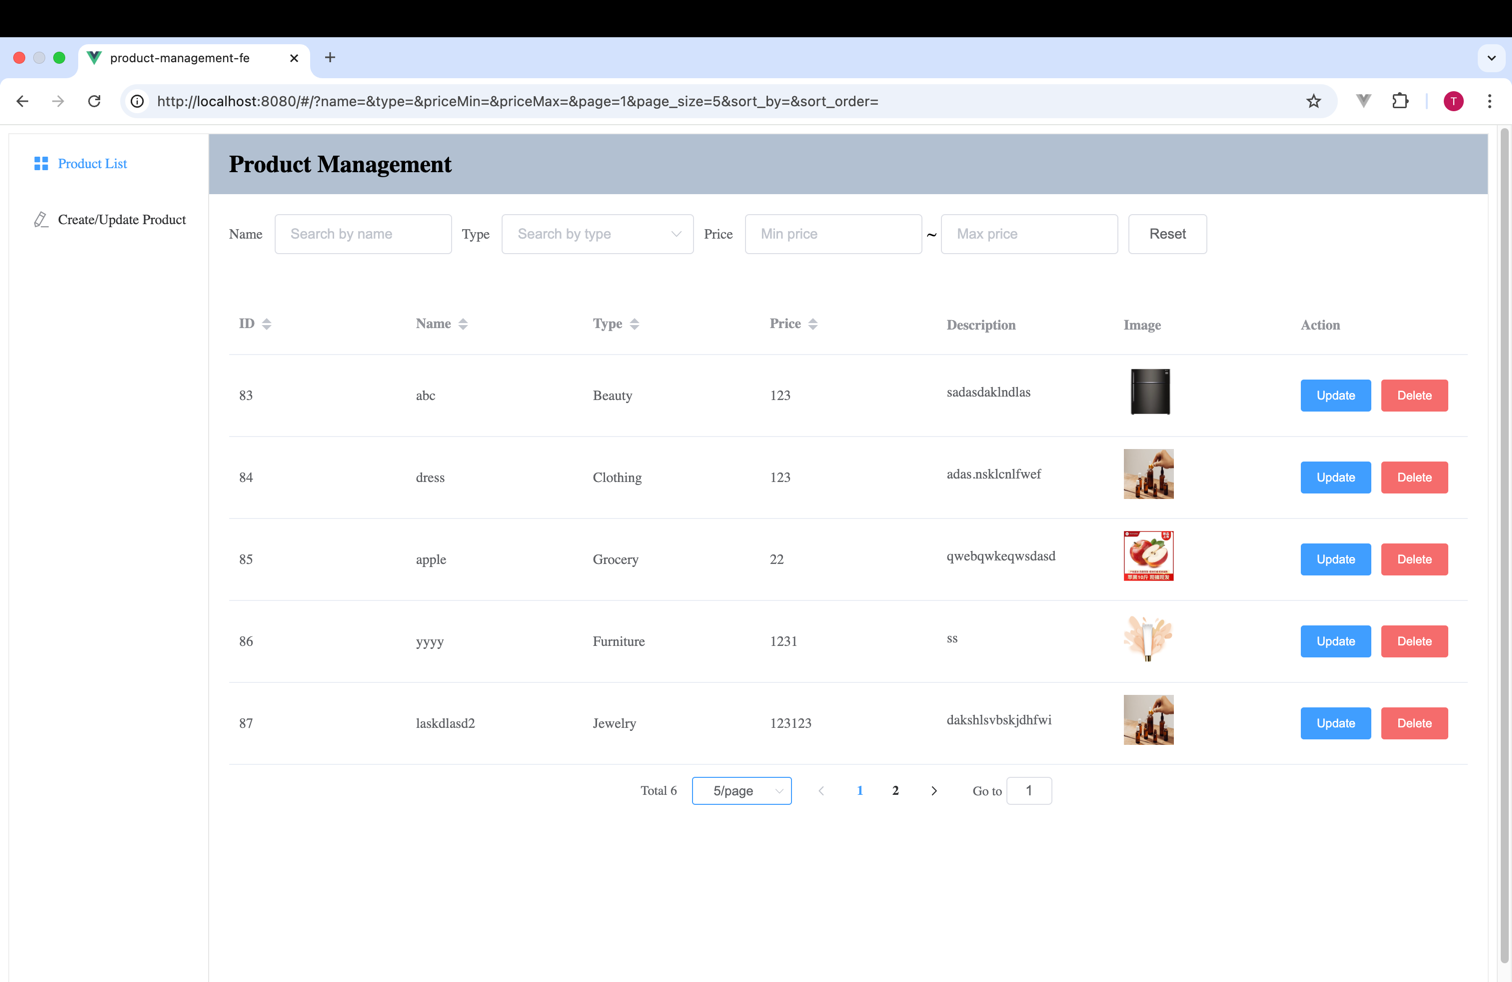 product-management-fe
http://localhost:8080/#/?name=&type=&priceMin=&priceMax=&page=1&page_size=5&sort_by=&sort_order=
T
Product List
Create/Update Product
Product Management
Name Search by name Type Search by type Price Min price ~ Max price Reset
ID Name Type Price Description Image Action
83 abc Beauty 123 sadasdaklndlas Update Delete
84 dress Clothing 123 adas.nsklcnlfwef Update Delete
85 apple Grocery 22 qwebqwkeqwsdasd Update Delete
86 yyyy Furniture 1231 ss Update Delete
87 laskdlasd2 Jewelry 123123 dakshlsvbskjdhfwi Update Delete
Total 6 5/page 1 2 Go to 1